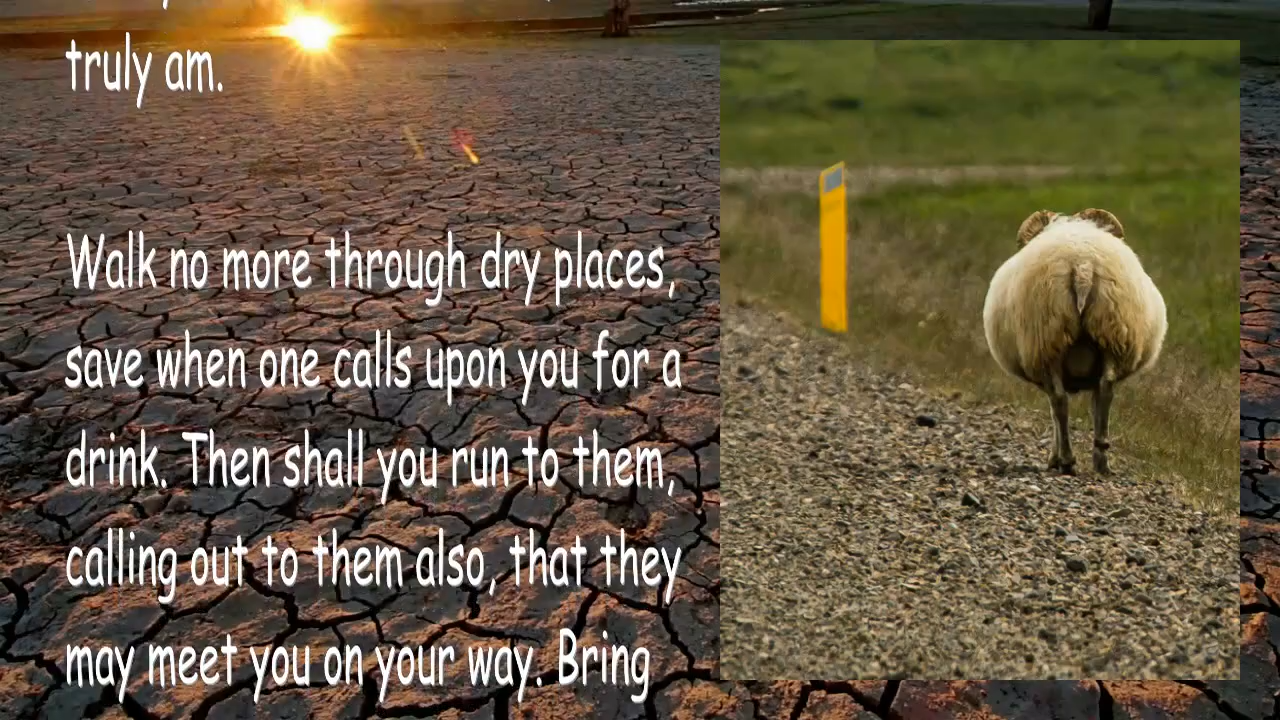 truly am.
Walk no more through dry places,
save when one calls upon you for a
drink. Then shall you run to them,
calling out to them also, that they
may meet you on your way. Bring